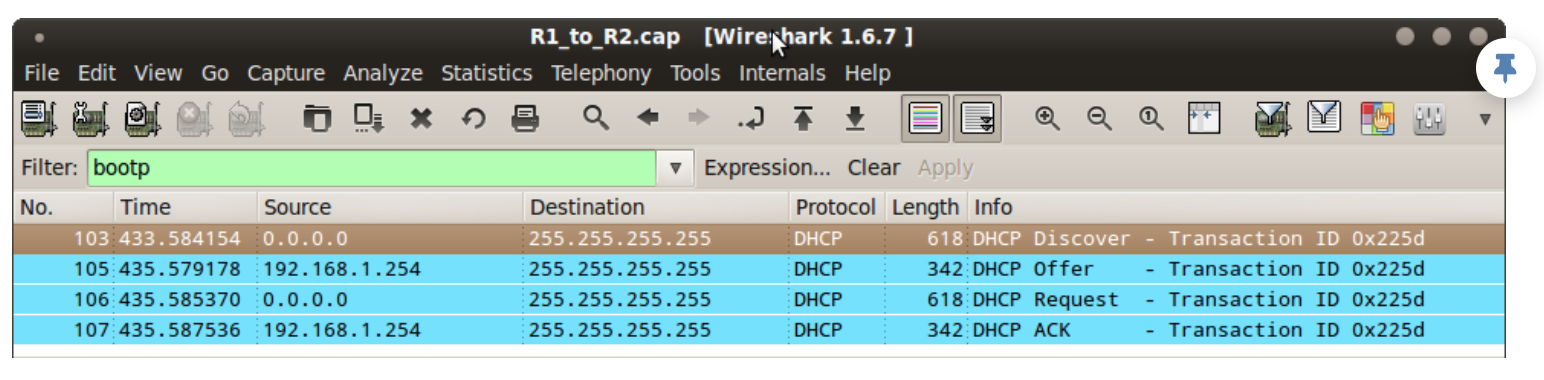 R1_to_R2.cap [Wireshark 1.6.7 ]
File Edit View Go Capture Analyze Statistics Telephony Tools Internals Help
Filter: bootp Expression... Clear Apply
No. Time Source Destination Protocol Length Info
103 433.584154 0.0.0.0 255.255.255.255 DHCP 618 DHCP Discover - Transaction ID 0x225d
105 435.579178 192.168.1.254 255.255.255.255 DHCP 342 DHCP Offer - Transaction ID 0x225d
106 435.585370 0.0.0.0 255.255.255.255 DHCP 618 DHCP Request - Transaction ID 0x225d
107 435.587536 192.168.1.254 255.255.255.255 DHCP 342 DHCP ACK - Transaction ID 0x225d